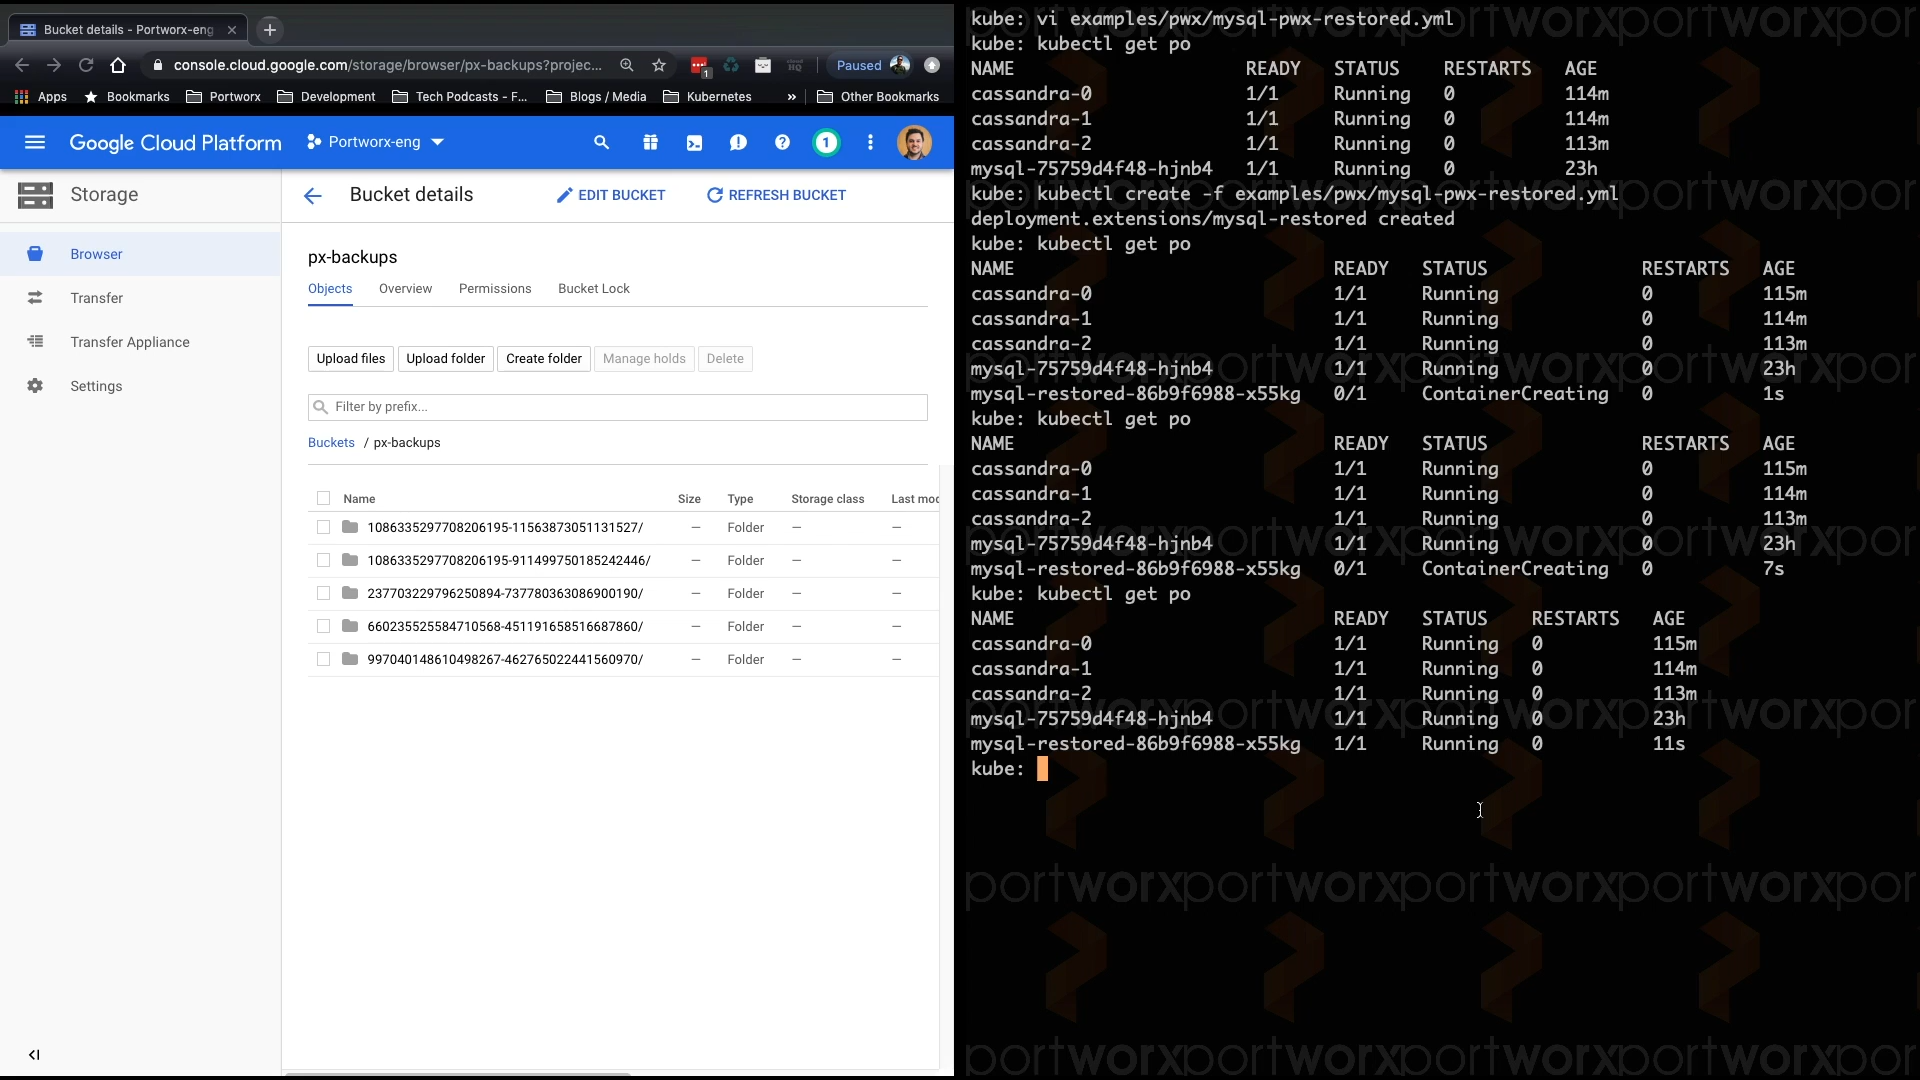 Bucket details - Portworx-eng
console.cloud.google.com/storage/browser/px-backups?projec...
1
Paused
Apps
Bookmarks
Portworx
Development
Tech Podcasts - F...
Blogs / Media
Kubernetes
»
Other Bookmarks
Google Cloud Platform
Portworx-eng
1
Storage
Bucket details
EDIT BUCKET
REFRESH BUCKET
Browser
Transfer
Transfer Appliance
Settings
px-backups
Objects Overview Permissions Bucket Lock
Upload files Upload folder Create folder Manage holds Delete
Filter by prefix...
Buckets / px-backups
Name Size Type Storage class Last mod
1086335297708206195-11563873051131527/ — Folder — —
1086335297708206195-911499750185242446/ — Folder — —
237703229796250894-737780363086900190/ — Folder — —
660235525584710568-451191658516687860/ — Folder — —
997040148610498267-462765022441560970/ — Folder — —
kube: vi examples/pwx/mysql-pwx-restored.yml
kube: kubectl get po
NAME READY STATUS RESTARTS AGE
cassandra-0 1/1 Running 0 114m
cassandra-1 1/1 Running 0 114m
cassandra-2 1/1 Running 0 113m
mysql-75759d4f48-hjnb4 1/1 Running 0 23h
kube: kubectl create -f examples/pwx/mysql-pwx-restored.yml
deployment.extensions/mysql-restored created
kube: kubectl get po
NAME READY STATUS RESTARTS AGE
cassandra-0 1/1 Running 0 115m
cassandra-1 1/1 Running 0 114m
cassandra-2 1/1 Running 0 113m
mysql-75759d4f48-hjnb4 1/1 Running 0 23h
mysql-restored-86b9f6988-x55kg 0/1 ContainerCreating 0 1s
kube: kubectl get po
NAME READY STATUS RESTARTS AGE
cassandra-0 1/1 Running 0 115m
cassandra-1 1/1 Running 0 114m
cassandra-2 1/1 Running 0 113m
mysql-75759d4f48-hjnb4 1/1 Running 0 23h
mysql-restored-86b9f6988-x55kg 0/1 ContainerCreating 0 7s
kube: kubectl get po
NAME READY STATUS RESTARTS AGE
cassandra-0 1/1 Running 0 115m
cassandra-1 1/1 Running 0 114m
cassandra-2 1/1 Running 0 113m
mysql-75759d4f48-hjnb4 1/1 Running 0 23h
mysql-restored-86b9f6988-x55kg 1/1 Running 0 11s
kube:
portworxportworxportworxportworxpor
portworxportworxportworxportworxpor